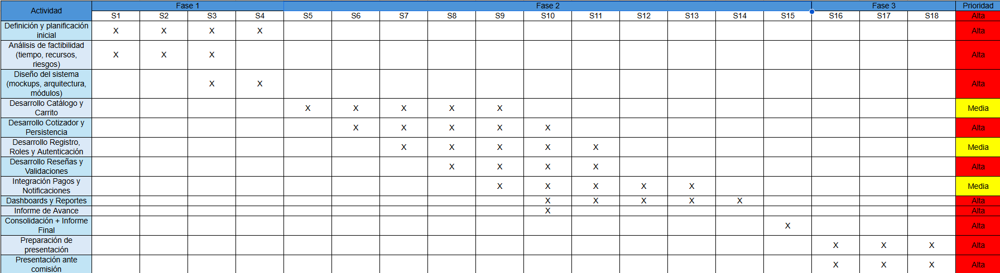 Actividad Fase 1 Fase 2 Fase 3 Prioridad
S1 S2 S3 S4 S5 S6 S7 S8 S9 S10 S11 S12 S13 S14 S15 S16 S17 S18 Alta
Definición y planificación
inicial
X X X X Alta
Análisis de factibilidad
(tiempo, recursos,
riesgos)
X X X Alta
Diseño del sistema
(mockups, arquitectura,
módulos)
X X Alta
Desarrollo Catálogo y
Carrito
X X X X X Media
Desarrollo Cotizador y
Persistencia
X X X X X Alta
Desarrollo Registro,
Roles y Autenticación
X X X X X Media
Desarrollo Reseñas y
Validaciones
X X X X Alta
Integración Pagos y
Notificaciones
X X X X X Media
Dashboards y Reportes X X X X X Alta
Informe de Avance X Alta
Consolidación + Informe
Final
X Alta
Preparación de
presentación
X X X Alta
Presentación ante
comisión
X X X Alta